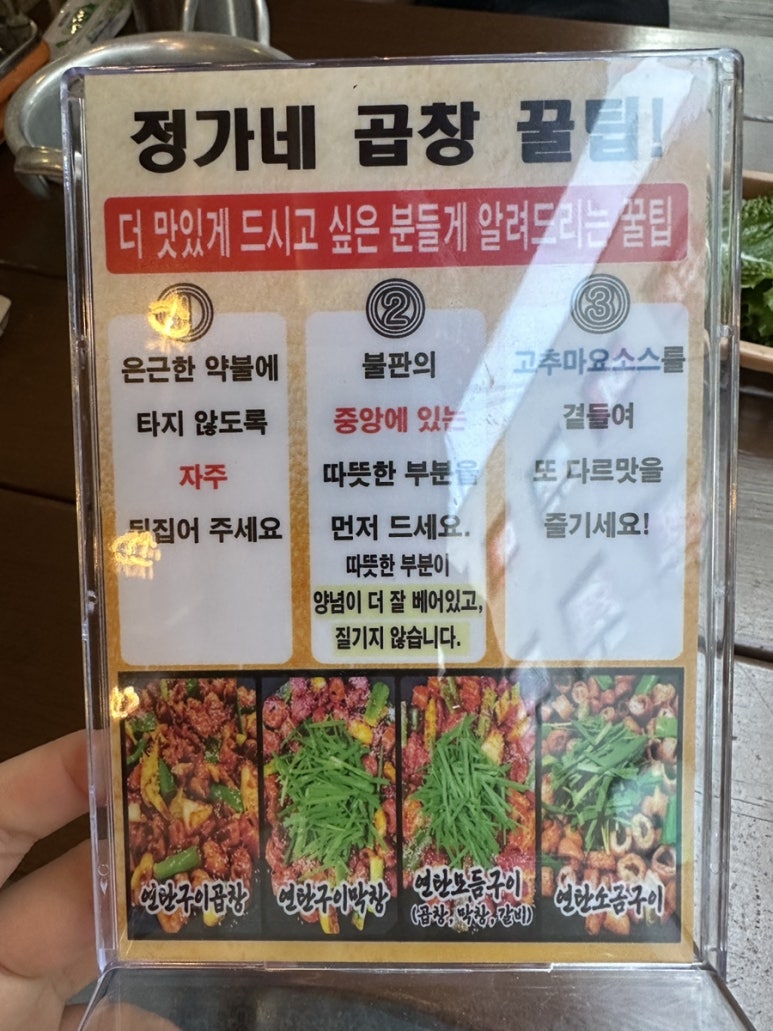 정가네 곱창 꿀팁!
더 맛있게 드시고 싶은 분들게 알려드리는 꿀팁
1
은근한 약불에
타지 않도록
자주
뒤집어 주세요
2
불판의
중앙에 있는
따뜻한 부분을
먼저 드세요.
따뜻한 부분이
양념이 더 잘 베어있고,
질기지 않습니다.
3
고추마요소스를
곁들여
또 다르맛을
즐기세요!
연탄구이곱창
연탄구이막창
연탄모듬구이
(곱창, 막창, 갈비)
연탄소금구이